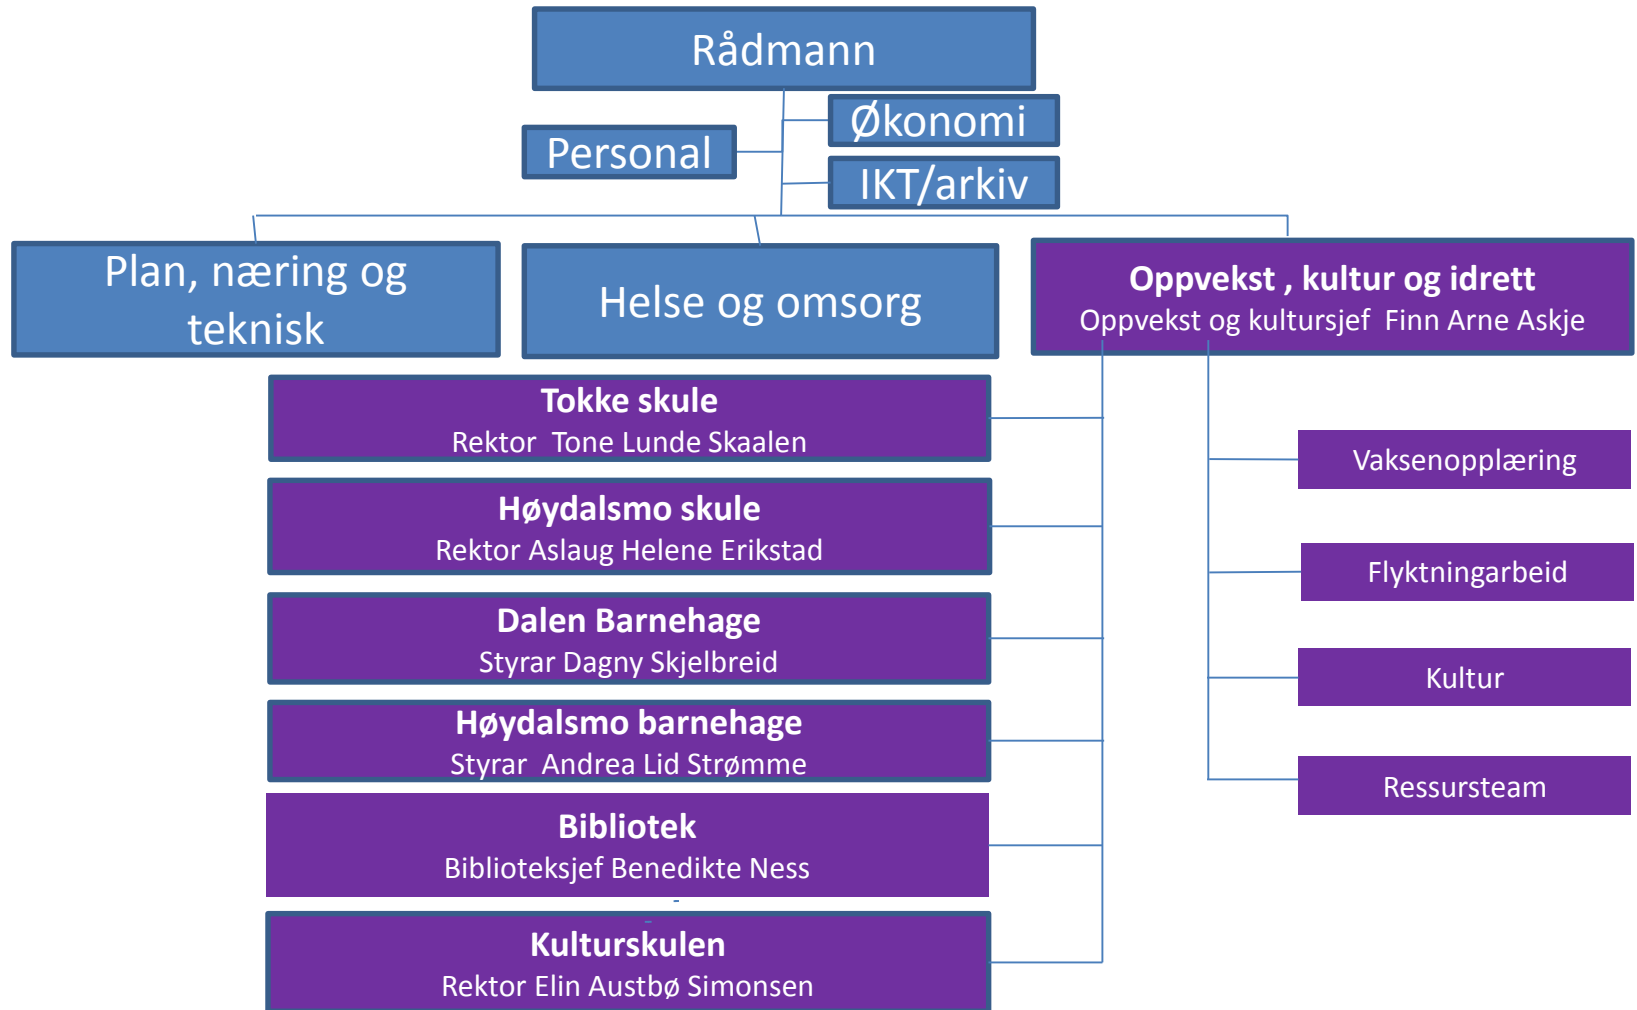 Rådmann
Økonomi
Personal
IKT/arkiv
Plan, næring og
teknisk
Helse og omsorg
Oppvekst , kultur og idrett
Oppvekst og kultursjef  Finn Arne Askje
Tokke skule
Rektor  Tone Lunde Skaalen
Høydalsmo skule
Rektor Aslaug Helene Erikstad
Dalen Barnehage
Styrar Dagny Skjelbreid
Høydalsmo barnehage
Styrar  Andrea Lid Strømme
Bibliotek
Biblioteksjef Benedikte Ness
Kulturskulen
Rektor Elin Austbø Simonsen
Vaksenopplæring
Flyktningarbeid
Kultur
Ressursteam